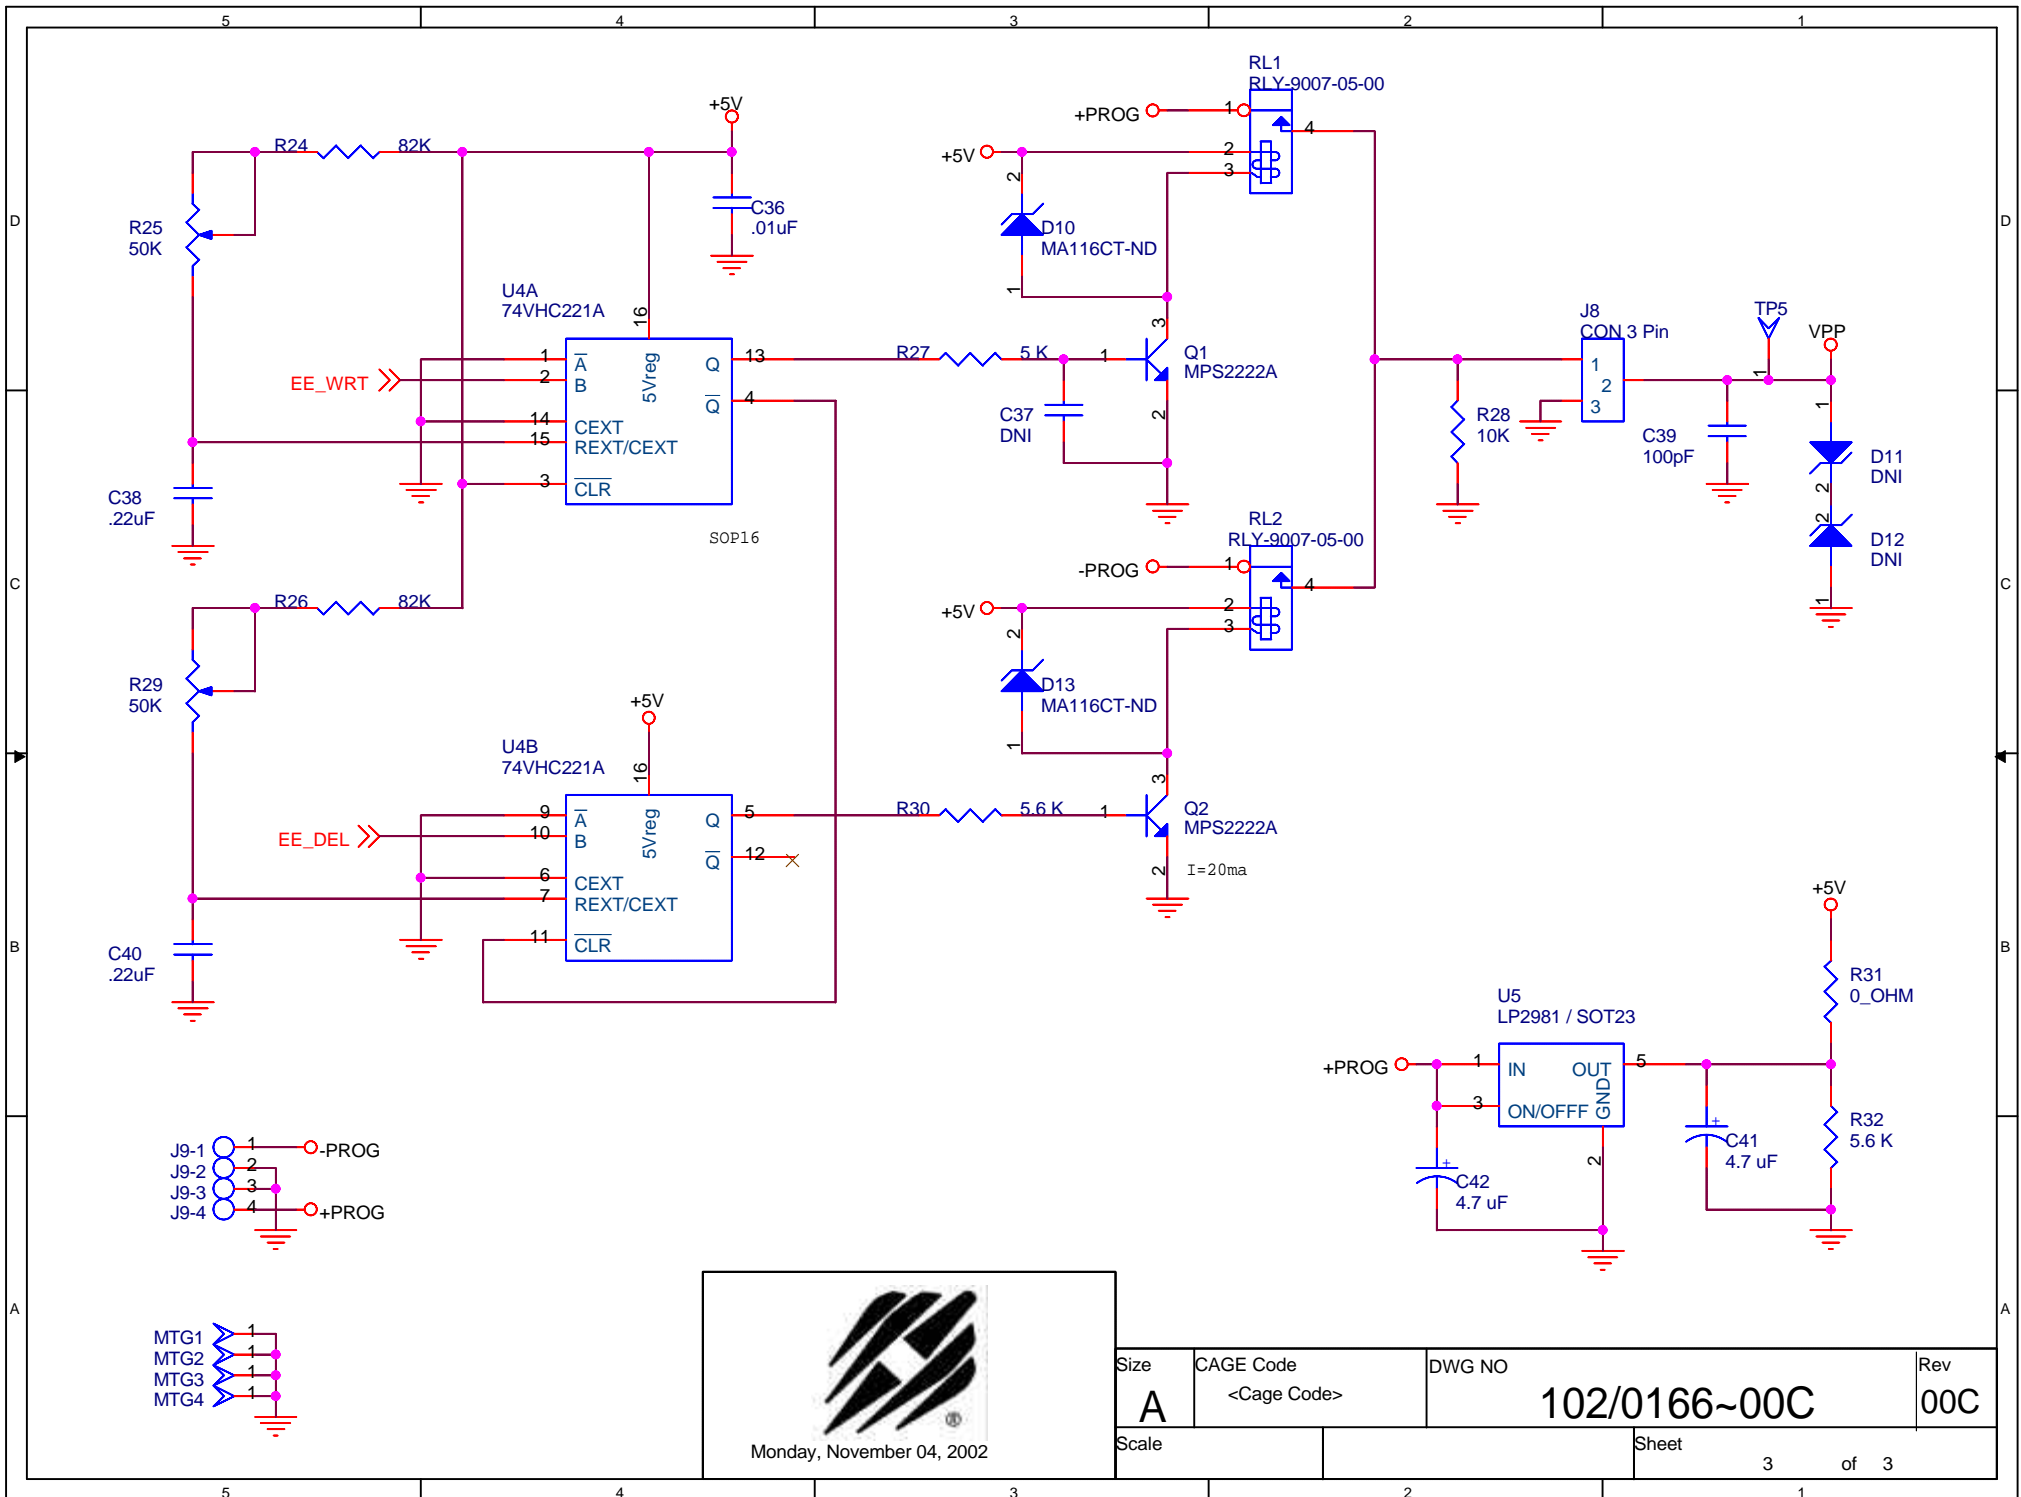 5 4 3 2 1
D
D
C
C
B
B
A
A
5 4 3 2 1
+5V
R24 82K
R25
50K
C36
.01uF
U4A
74VHC221A
16
5Vreg
EE_WRT
1 A
2 B
14 CEXT
15 REXT/CEXT
3 CLR
Q 13
Q 4
SOP16
C38
.22uF
R26 82K
R29
50K
+5V
U4B
74VHC221A
16
5Vreg
EE_DEL
9 A
10 B
6 CEXT
7 REXT/CEXT
11 CLR
Q 5
Q 12
C40
.22uF
RL1
RLY-9007-05-00
+PROG 1
4
+5V 2
3
2
D10
MA116CT-ND
1
R27 5 K 1
3
Q1
MPS2222A
2
C37
DNI
RL2
RLY-9007-05-00
-PROG 1
4
+5V 2
3
2
D13
MA116CT-ND
1
R30 5.6 K 1
3
Q2
MPS2222A
2
I=20ma
R28
10K
J8
CON 3 Pin
1
2
3
TP5
1
VPP
C39
100pF
1
D11
DNI
2
2
D12
DNI
1
+5V
R31
0_OHM
U5
LP2981 / SOT23
+PROG 1 IN
OUT 5
3 ON/OFFF
GND
2
C42
4.7 uF
+
C41
4.7 uF
+
R32
5.6 K
J9-1 1 -PROG
J9-2 2
J9-3 3
J9-4 4 +PROG
MTG1 1
MTG2 1
MTG3 1
MTG4 1
®
Monday, November 04, 2002
Size
A
CAGE Code
<Cage Code>
DWG NO
102/0166~00C
Rev
00C
Scale
Sheet
3 of 3